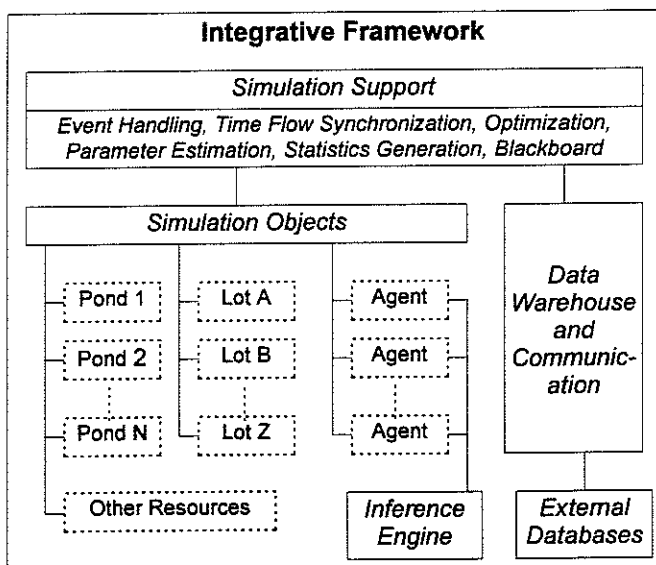 Integrative Framework
Simulation Support
Event Handling, Time Flow Synchronization, Optimization,
Parameter Estimation, Statistics Generation, Blackboard
Simulation Objects
Pond 1
Lot A
Agent
Pond 2
Lot B
Agent
Pond N
Lot Z
Agent
Other Resources
Inference
Engine
Data
Warehouse
and
Communic-
ation
External
Databases